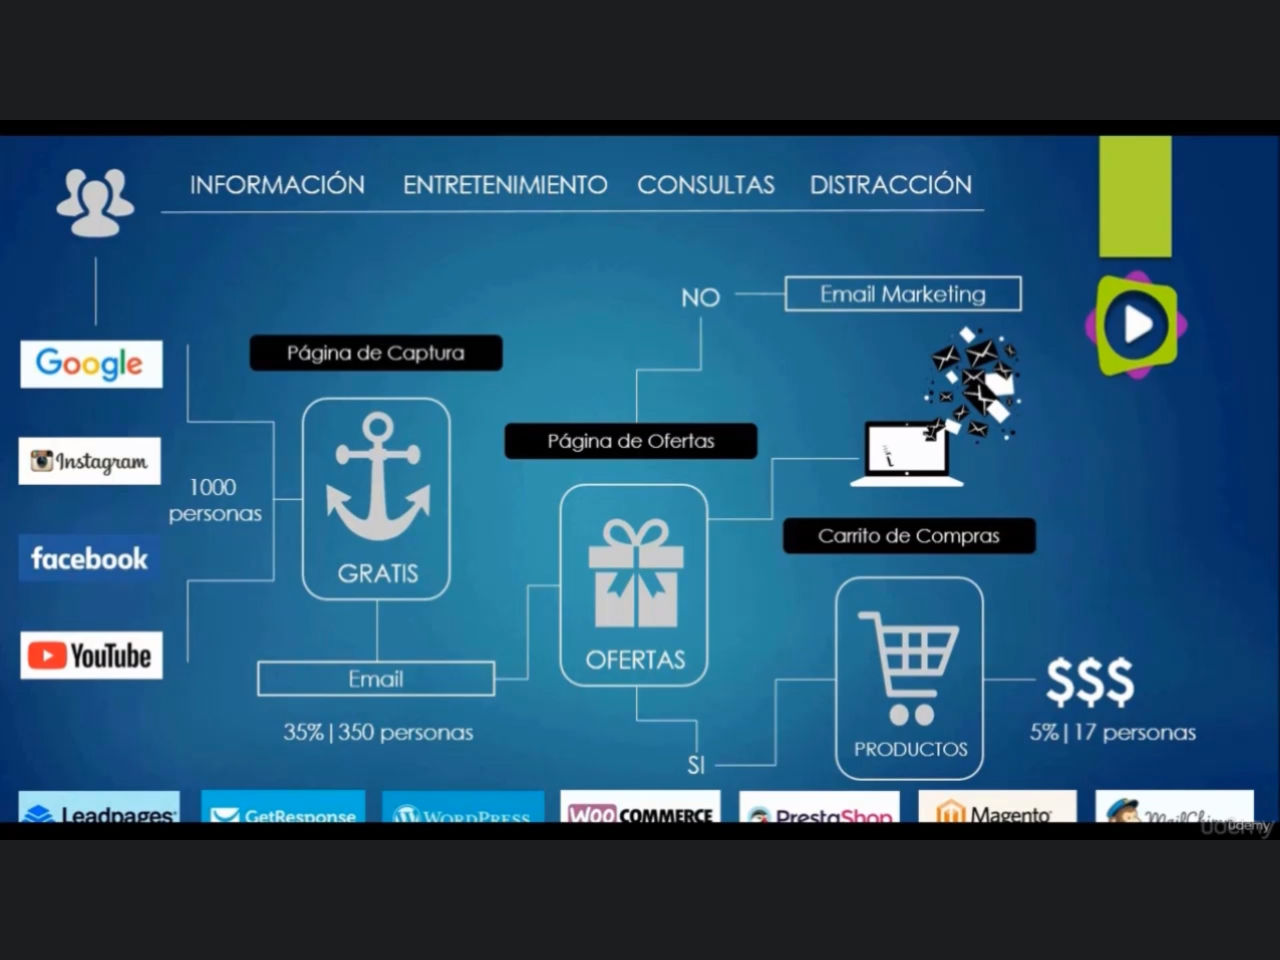 INFORMACIÓN ENTRETENIMIENTO CONSULTAS DISTRACCIÓN
NO
Email Marketing
Google
Página de Captura
Instagram
Página de Ofertas
1000
personas
Carrito de Compras
facebook
GRATIS
YouTube
OFERTAS
Email
$$$
35%|350 personas
5%|17 personas
PRODUCTOS
SI
Leadpages
GetResponse
WORDPRESS
WOO COMMERCE
PrestaShop
Magento
MailChimp
udemy
udemy